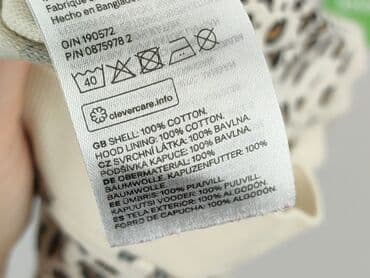 Fabriqué
Hecho en Bangladesh
O/N 190572
P/N 0875978 2
40
clevercare.info
GB SHELL: 100% COTTON.
HOOD LINING: 100% COTTON.
CZ SVRCHNÍ LÁTKA: 100% BAVLNA.
PODŠÍVKA KAPUCE: 100% BAVLNA.
DE OBERMATERIAL: 100%
BAUMWOLLE. KAPUZENFUTTER: 100%
BAUMWOLLE.
EE ÜMBRIS: 100% PUUVILL.
KAPUUTSI VOODER: 100% PUUVILL.
ES TELA EXTERIOR: 100% ALGODÓN.
FORRO DE CAPUCHA: 100% ALGODÓN.